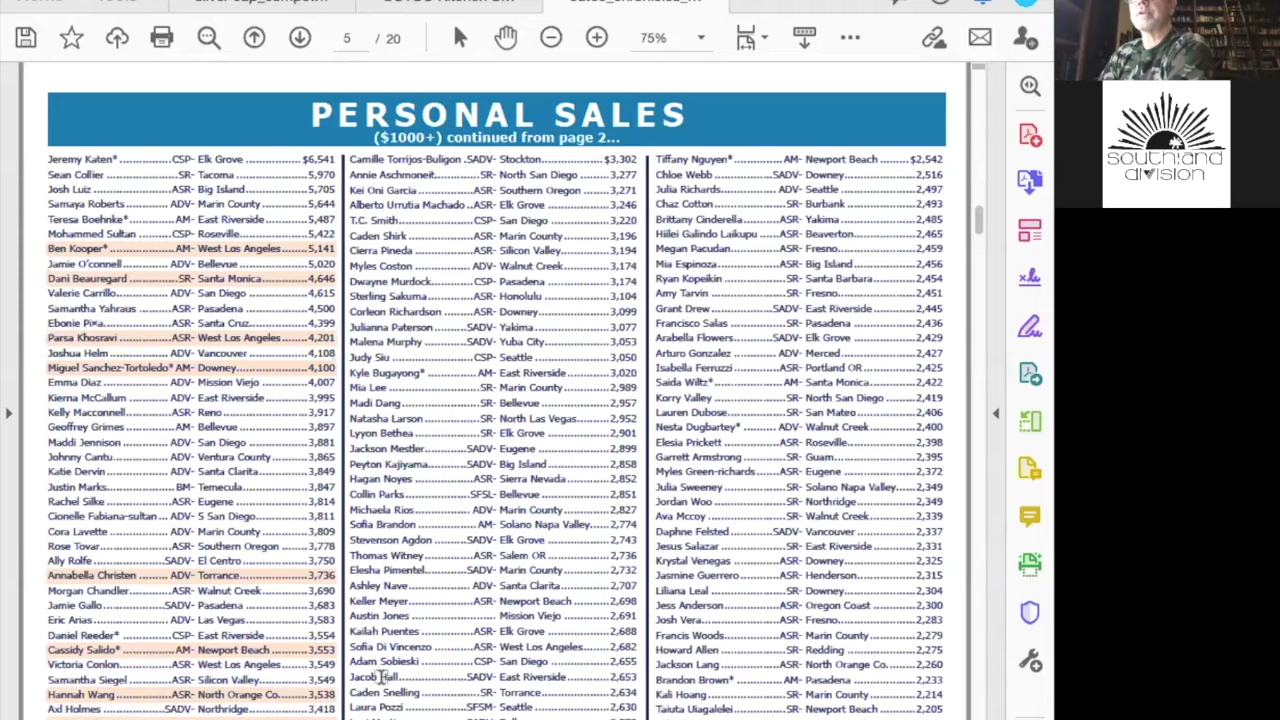 5 / 20
75%
PERSONAL SALES
($1000+) continued from page 2...
Jeremy Katen* ................CSP- Elk Grove ............$6,541
Sean Collier ..................SR- Tacoma .................5,970
Josh Luiz ....................ASR- Big Island ..............5,705
Samaya Roberts ..........ADV- Marin County ...........5,644
Teresa Boehnke* ..........AM- East Riverside ...........5,487
Mohammed Sultan .......CSP- Roseville ................5,422
Ben Kooper* ................AM- West Los Angeles .......5,141
Jamie O'connell ...........ADV- Bellevue .................5,020
Dani Beauregard ..........SR- Santa Monica ............4,646
Valerie Carrillo .............ADV- San Diego ...............4,615
Samantha Yahraus .......ASR- Pasadena ................4,500
Ebonie ..........ASR- Santa Cruz ..............4,399
Parsa Khosravi .............ASR- West Los Angeles .......4,201
Joshua Helm ...............ADV- Vancouver ...............4,108
Miguel Sanchez-Tortoledo* AM- Downey ..................4,100
Emma Diaz .................ADV- Mission Viejo ............4,007
Kierna McCallum .........ADV- East Riverside ...........3,995
Kelly Macconnell ..........ASR- Reno .....................3,917
Geoffrey Grimes ..........AM- Bellevue .................3,897
Maddi Jennison ...........ADV- San Diego ...............3,881
Johnny Cantu ..............ADV- Ventura County .........3,865
Katie Dervin ................ADV- Santa Clarita ............3,849
Justin Marks ................BM- Temecula ................3,847
Rachel Silke ................ASR- Eugene ..................3,814
Cionelle Fabiana-sultan ...ADV- S San Diego .............3,811
Cora Lavette ...............ADV- Marin County ...........3,809
Rose Tovar ..................ASR- Southern Oregon .......3,778
Ally Rolfe ...................SADV- El Centro ...............3,750
Annabella Christen .......ADV- Torrance .................3,736
Morgan Chandler ..........ASR- Walnut Creek ...........3,690
Jamie Gallo .................SADV- Pasadena ...............3,683
Eric Arias ....................ADV- Las Vegas ...............3,583
Daniel Reeder* .............CSP- East Riverside ...........3,554
Cassidy Salido* ............AM- Newport Beach ..........3,553
Victoria Conlon ............ASR- West Los Angeles .......3,549
Samantha Siegel ..........ASR- Silicon Valley ............3,549
Hannah Wang ..............ASR- North Orange Co. .......3,538
Axl Holmes .................SADV- Northridge .............3,418
Camille Torrijos-Buligon .SADV- Stockton ..............$3,302
Annie Aschmoneit .........SR- North San Diego .........3,277
Kei Oni Garcia .............ASR- Southern Oregon .......3,271
Alberto Urrutia Machado ..ASR- Elk Grove ...............3,246
T.C. Smith ..................CSP- San Diego ..............3,220
Caden Shirk ................ASR- Marin County ..........3,196
Cierra Pineda ..............ASR- Silicon Valley ...........3,194
Myles Coston ..............ADV- Walnut Creek ..........3,174
Dwayne Murdock ..........CSP- Pasadena ...............3,174
Sterling Sakuma ..........ASR- Honolulu ................3,104
Corleon Richardson .......ASR- Downey .................3,099
Julianna Paterson .........SADV- Yakima ................3,077
Malena Murphy ............SADV- Yuba City .............3,053
Judy Siu .....................CSP- Seattle ..................3,050
Kyle Bugayong* ...........AM- East Riverside ..........3,020
Mia Lee ......................SR- Marin County ...........2,989
Madi Dang ..................SR- Bellevue .................2,957
Natasha Larson ............SR- North Las Vegas ........2,952
Lyyon Bethea ..............SR- Elk Grove ...............2,901
Jackson Mestler ...........SADV- Eugene ................2,899
Peyton Kajiyama ..........SADV- Big Island .............2,858
Hagan Noyes ...............ASR- Sierra Nevada .........2,852
Collin Parks .................SFSL- Bellevue ...............2,851
Michaela Rios ..............ADV- Marin County ..........2,827
Sofia Brandon ..............AM- Solano Napa Valley .....2,774
Stevenson Agdon .........SADV- Elk Grove .............2,743
Thomas Witney ............ASR- Salem OR ..............2,736
Elesha Pimentel ...........SADV- Marin County .........2,732
Ashley Nave ................ADV- Santa Clarita ..........2,707
Keller Meyer ................ASR- Newport Beach ........2,698
Austin Jones ................ Mission Viejo ...........2,691
Kailah Puentes .............ASR- Elk Grove ..............2,688
Sofia Di Vincenzo .........ASR- West Los Angeles ......2,682
Adam Sobieski .............CSP- San Diego ..............2,655
Jacob Hall ...................SADV- East Riverside ........2,653
Caden Snelling .............SR- Torrance .................2,634
Laura Pozzi .................SFSM- Seattle ................2,630
Tiffany Nguyen* ...........AM- Newport Beach .........$2,542
Chloe Webb .................SADV- Downey ...............2,516
Julia Richards ..............ADV- Seattle .................2,497
Chaz Cotton ................SR- Burbank .................2,493
Brittany Cinderella ........ASR- Yakima .................2,485
Hiilei Galindo Laikupu ....ASR- Beaverton ..............2,465
Megan Pacudan ............AM- Fresno ...................2,459
Mia Espinoza ...............ASR- Big Island ..............2,456
Ryan Kopeikin .............SR- Santa Barbara ..........2,454
Amy Tarvin .................SR- Fresno ...................2,451
Grant Drew .................SADV- East Riverside ........2,445
Francisco Salas ............SR- Pasadena ................2,436
Arabella Flowers ...........SADV- Elk Grove .............2,429
Arturo Gonzalez ...........ADV- Merced .................2,427
Isabella Ferruzzi ...........ASR- Portland OR ............2,425
Saida Wiltz* ................AM- Santa Monica ...........2,422
Korry Valley .................SR- North San Diego ........2,419
Lauren Dubose .............SR- San Mateo ..............2,406
Nesta Dugbartey* .........ADV- Walnut Creek ..........2,400
Elesia Prickett ..............ASR- Roseville ...............2,398
Garrett Armstrong .........SR- Guam ....................2,395
Myles Green-richards .....ASR- Eugene .................2,372
Julia Sweeney ..............SR- Solano Napa Valley .....2,349
Jordan Woo .................SR- Northridge ..............2,349
Ava Mccoy ..................SR- Walnut Creek ...........2,339
Daphne Felsted ............SADV- Vancouver ............2,337
Jesus Salazar ...............SR- East Riverside ..........2,331
Krystal Venegas ............ASR- Downey ................2,325
Jasmine Guerrero ..........ASR- Henderson .............2,315
Liliana Leal ..................SR- Downey ..................2,304
Jess Anderson ..............ASR- Oregon Coast .........2,300
Josh Vera ...................ASR- Fresno .................2,283
Francis Woods ..............SR- Marin County ...........2,279
Howard Allen ...............SR- Redding .................2,275
Jackson Lang ...............ASR- North Orange Co. .....2,260
Brandon Brown* ...........AM- Pasadena ...............2,233
Kali Hoang ..................SR- Marin County ...........2,214
Taiuta Uiagalelei ...........SR- Newport Beach .........2,205
southland
division